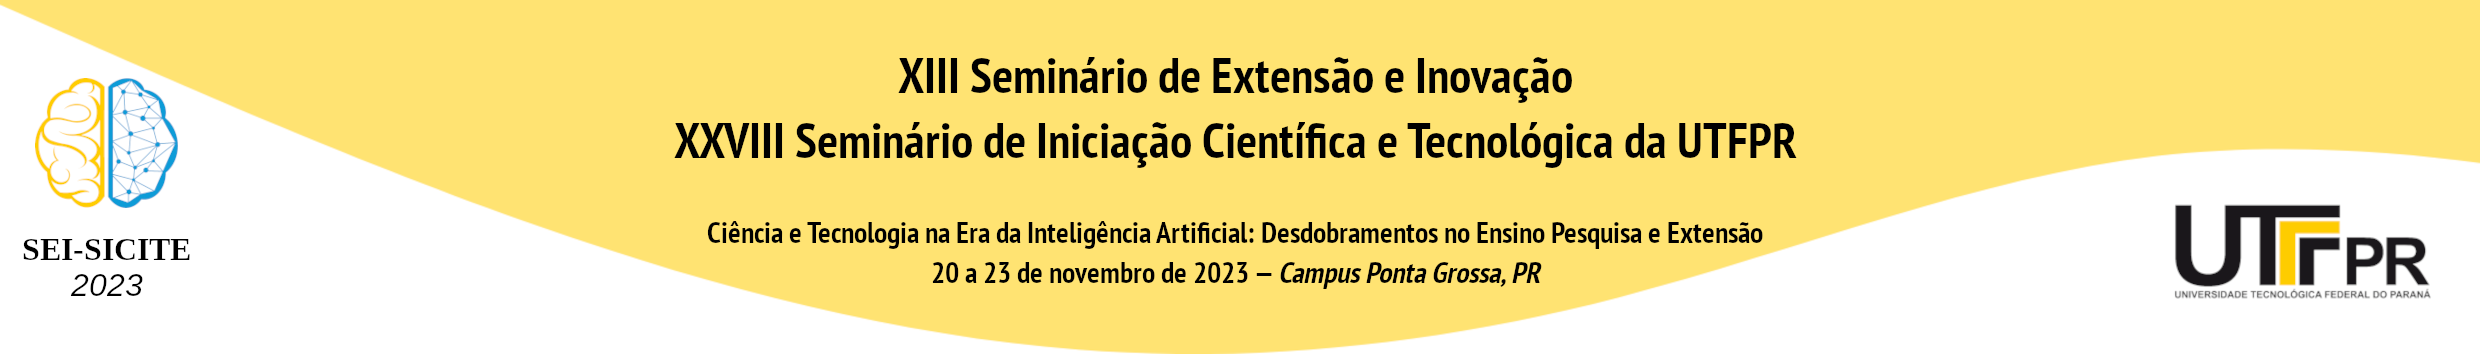 XIII Seminário de Extensão e Inovação
XXVIII Seminário de Iniciação Científica e Tecnológica da UTFPR
Ciência e Tecnologia na Era da Inteligência Artificial: Desdobramentos no Ensino Pesquisa e Extensão
20 a 23 de novembro de 2023 — Campus Ponta Grossa, PR
SEI-SICITE
2023
UTFPR
UNIVERSIDADE TECNOLÓGICA FEDERAL DO PARANÁ